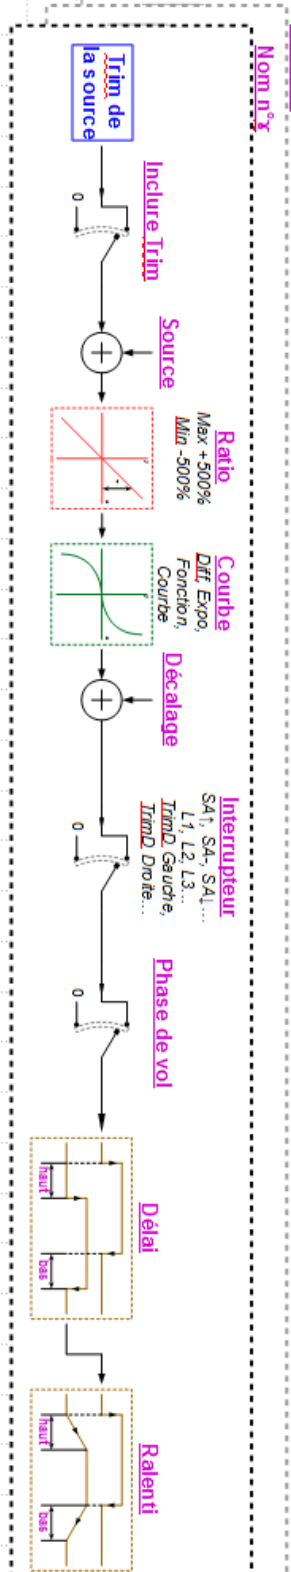 Nom n°x
Trim de
la source
Inclure Trim
0
Source
Ratio
Max +500%
Min -500%
Courbe
Diff, Expo,
Fonction,
Courbe
Décalage
Interrupteur
SA↑, SA-, SA↓...
L1, L2, L3...
TrimD Gauche,
TrimD Droite...
0
Phase de vol
0
Délai
haut
bas
Ralenti
haut
bas